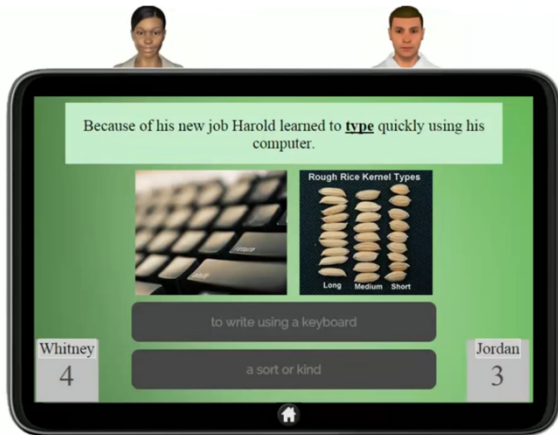 Because of his new job Harold learned to type quickly using his
computer.
Rough Rice Kernel Types
Long Medium Short
to write using a keyboard
a sort or kind
Whitney
4
Jordan
3